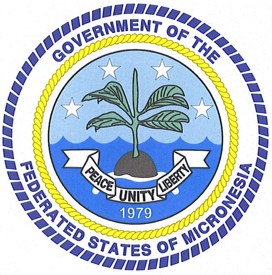 GOVERNMENT OF THE
PEACE UNITY LIBERTY
1979
FEDERATED STATES OF MICRONESIA